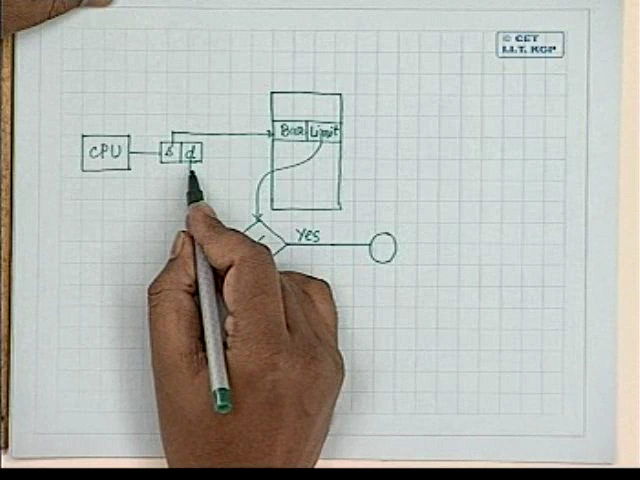 © CET
I.I.T. KGP
CPU
s d
Base Limit
<
Yes